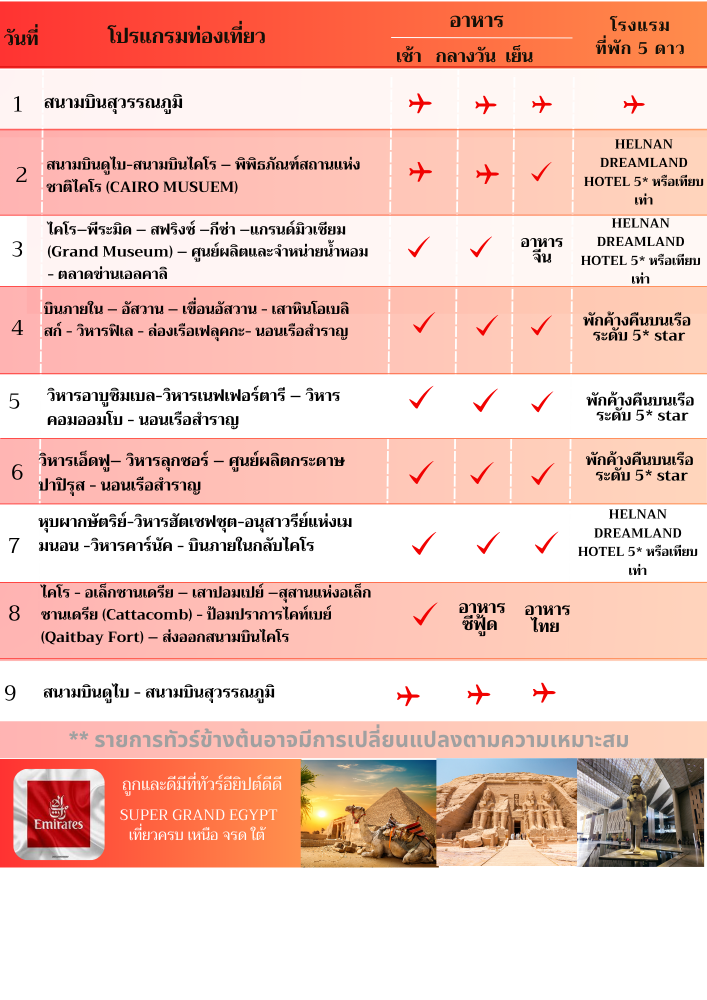 วันที่
โปรแกรมท่องเที่ยว
อาหาร
เช้า กลางวัน เย็น
โรงแรม
ที่พัก 5 ดาว
1
สนามบินสุวรรณภูมิ
2
สนามบินดูไบ-สนามบินไคโร – พิพิธภัณฑ์สถานแห่ง
ชาติไคโร (CAIRO MUSUEM)
HELNAN
DREAMLAND
HOTEL 5* หรือเทียบ
เท่า
3
ไคโร–พีระมิด – สฟริงซ์ –กีซ่า –แกรนด์มิวเซียม
(Grand Museum) – ศูนย์ผลิตและจำหน่ายน้ำหอม
- ตลาดข่านเอลคาลิ
อาหาร
จีน
HELNAN
DREAMLAND
HOTEL 5* หรือเทียบ
เท่า
4
บินภายใน – อัสวาน – เขื่อนอัสวาน - เสาหินโอเบลิ
สก์ - วิหารฟิเล - ล่องเรือเฟลุคกะ- นอนเรือสำราญ
พักค้างคืนบนเรือ
ระดับ 5* star
5
วิหารอาบูซิมเบล-วิหารเนฟเฟอร์ตารี – วิหาร
คอมออมโบ - นอนเรือสำราญ
พักค้างคืนบนเรือ
ระดับ 5* star
6
วิหารเอ็ดฟู– วิหารลุกซอร์ – ศูนย์ผลิตกระดาษ
ปาปิรุส - นอนเรือสำราญ
พักค้างคืนบนเรือ
ระดับ 5* star
7
หุบผากษัตริย์-วิหารฮัตเชฟซุต-อนุสาวรีย์แห่งเม
มนอน -วิหารคาร์นัค - บินภายในกลับไคโร
HELNAN
DREAMLAND
HOTEL 5* หรือเทียบ
เท่า
8
ไคโร - อเล็กซานเดรีย – เสาปอมเปย์ –สุสานแห่งอเล็ก
ซานเดรีย (Cattacomb) - ป้อมปราการไคท์เบย์
(Qaitbay Fort) – ส่งออกสนามบินไคโร
อาหาร
ซีฟู้ด
อาหาร
ไทย
9
สนามบินดูไบ - สนามบินสุวรรณภูมิ
** รายการทัวร์ข้างต้นอาจมีการเปลี่ยนแปลงตามความเหมาะสม
Emirates
ถูกและดีมีที่ทัวร์อียิปต์ดีดี
SUPER GRAND EGYPT
เที่ยวครบ เหนือ จรด ใต้